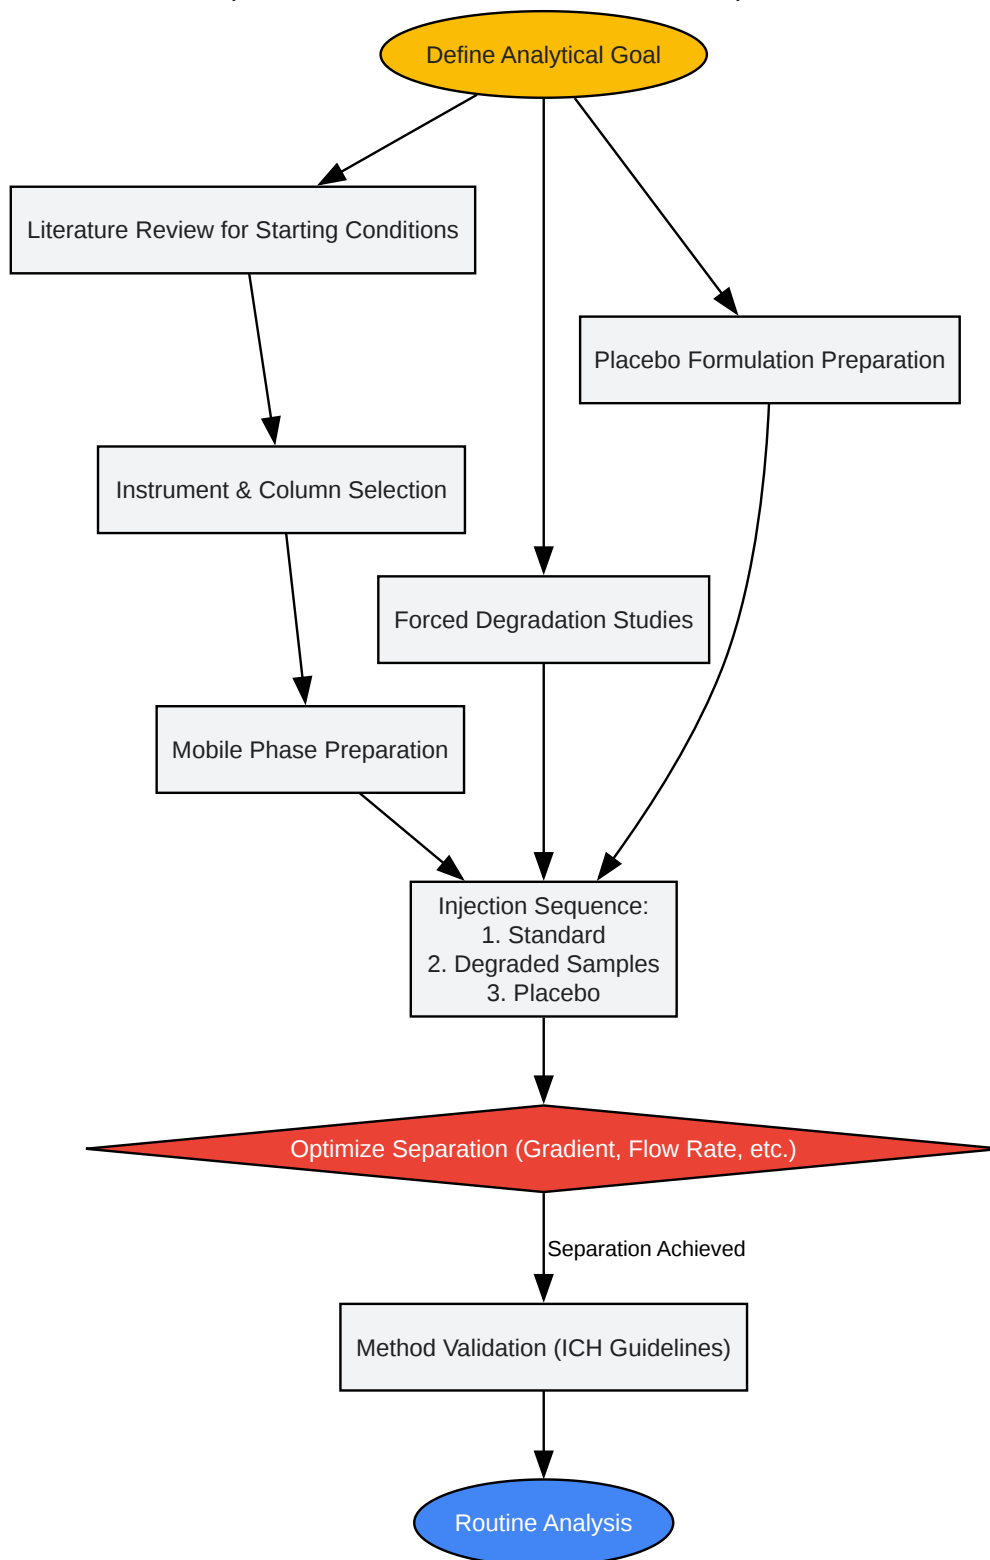 Define Analytical Goal
Literature Review for Starting Conditions
Placebo Formulation Preparation
Instrument & Column Selection
Forced Degradation Studies
Mobile Phase Preparation
Injection Sequence:
1. Standard
2. Degraded Samples
3. Placebo
Optimize Separation (Gradient, Flow Rate, etc.)
Separation Achieved
Method Validation (ICH Guidelines)
Routine Analysis